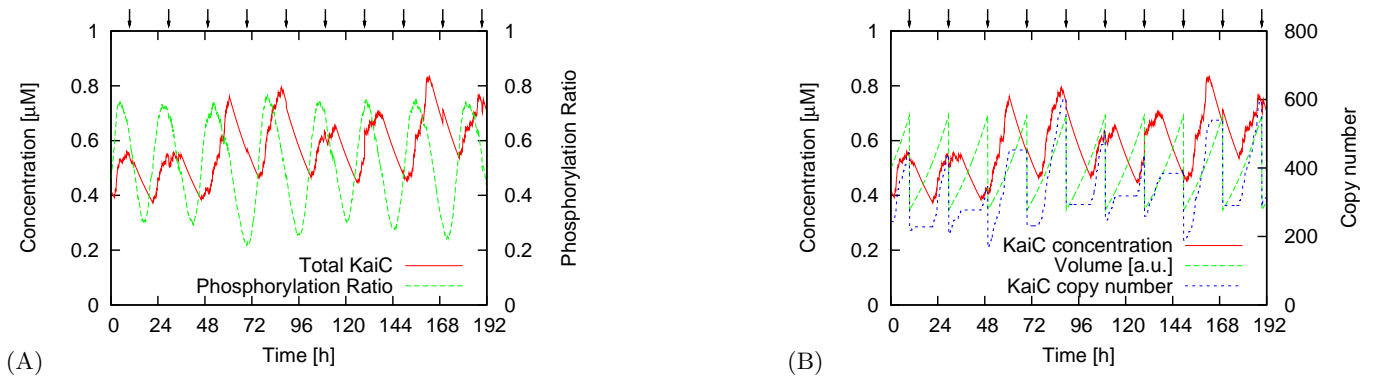 Concentration [µM]
1
0.8
0.6
0.4
0.2
0
0 24 48 72 96 120 144 168 192
Time [h]
1
0.8
0.6
0.4
0.2
0
Phosphorylation Ratio
Total KaiC
Phosphorylation Ratio
(A)
Concentration [µM]
1
0.8
0.6
0.4
0.2
0
0 24 48 72 96 120 144 168 192
Time [h]
800
600
400
200
0
Copy number
KaiC concentration
Volume [a.u.]
KaiC copy number
(B)